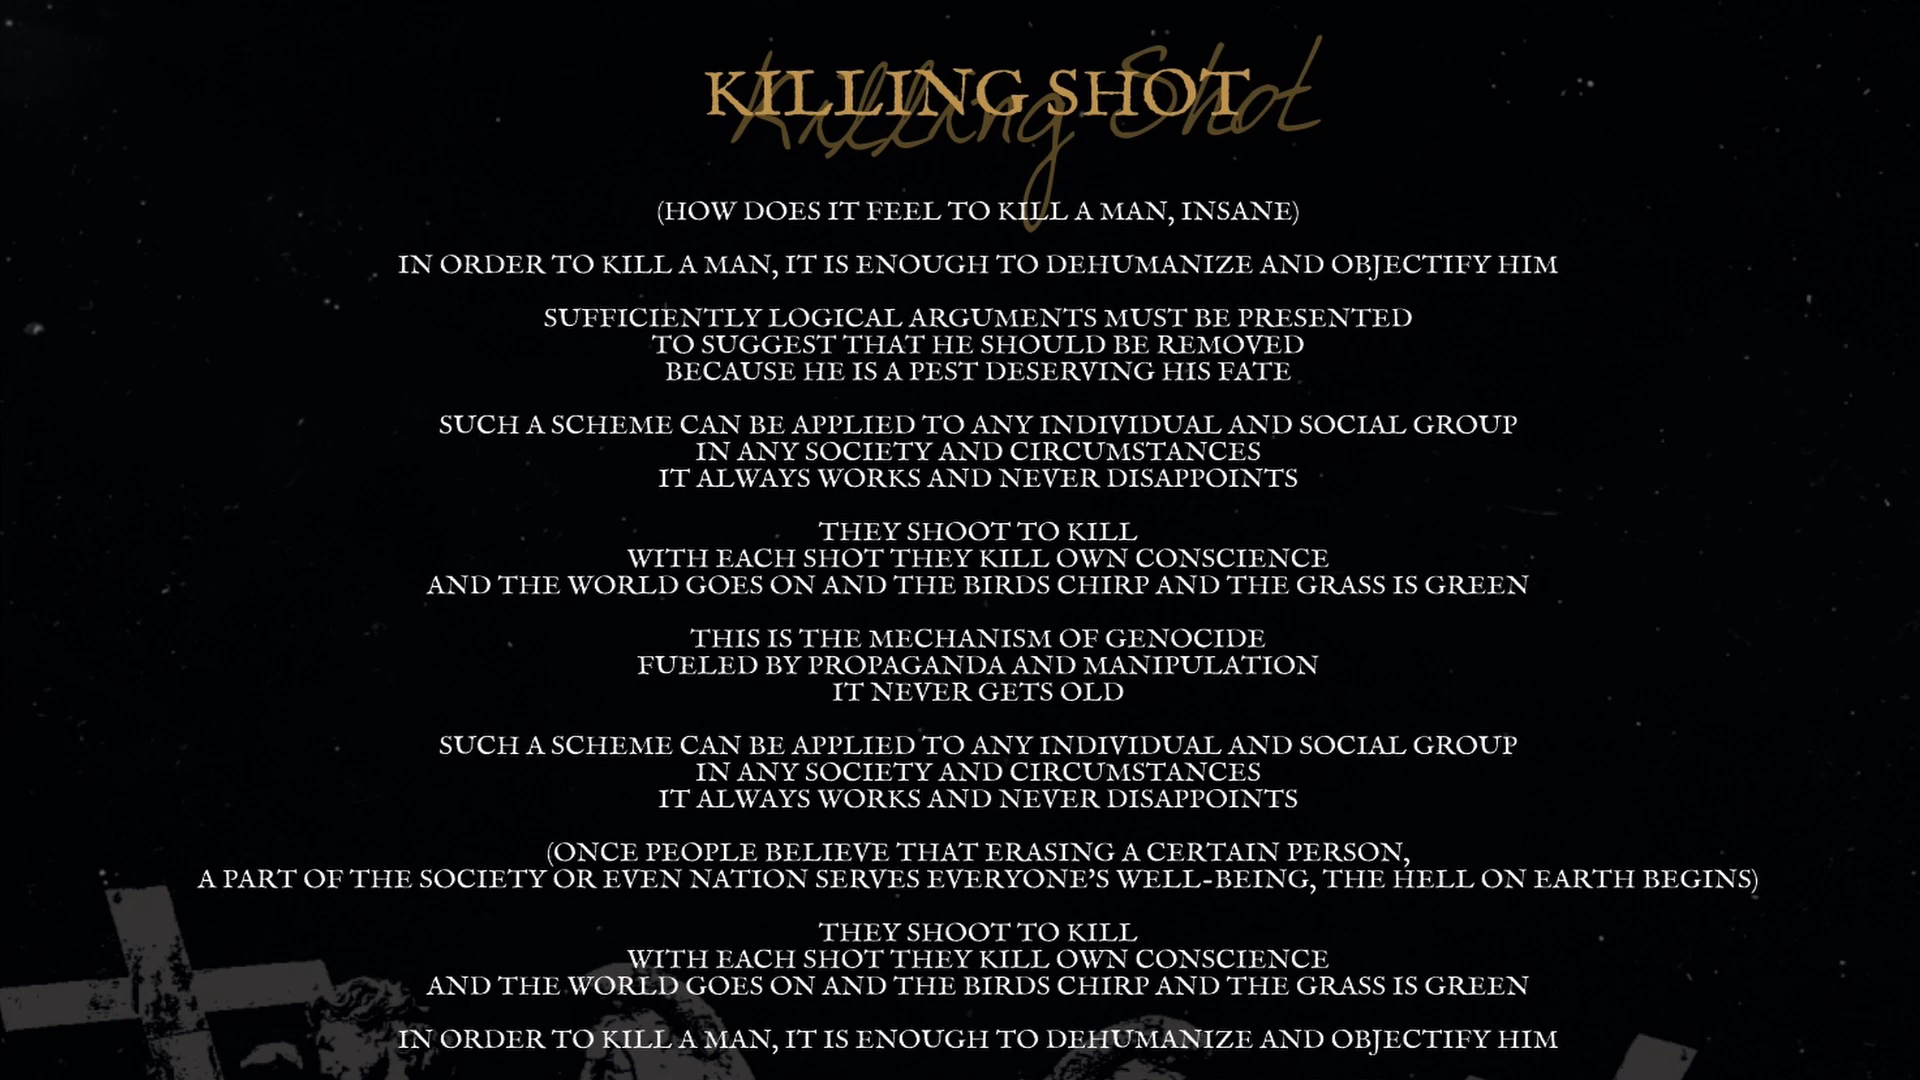 KILLING SHOT
Killing Shot
(HOW DOES IT FEEL TO KILL A MAN, INSANE)
IN ORDER TO KILL A MAN, IT IS ENOUGH TO DEHUMANIZE AND OBJECTIFY HIM
SUFFICIENTLY LOGICAL ARGUMENTS MUST BE PRESENTED
TO SUGGEST THAT HE SHOULD BE REMOVED
BECAUSE HE IS A PEST DESERVING HIS FATE
SUCH A SCHEME CAN BE APPLIED TO ANY INDIVIDUAL AND SOCIAL GROUP
IN ANY SOCIETY AND CIRCUMSTANCES
IT ALWAYS WORKS AND NEVER DISAPPOINTS
THEY SHOOT TO KILL
WITH EACH SHOT THEY KILL OWN CONSCIENCE
AND THE WORLD GOES ON AND THE BIRDS CHIRP AND THE GRASS IS GREEN
THIS IS THE MECHANISM OF GENOCIDE
FUELED BY PROPAGANDA AND MANIPULATION
IT NEVER GETS OLD
SUCH A SCHEME CAN BE APPLIED TO ANY INDIVIDUAL AND SOCIAL GROUP
IN ANY SOCIETY AND CIRCUMSTANCES
IT ALWAYS WORKS AND NEVER DISAPPOINTS
(ONCE PEOPLE BELIEVE THAT ERASING A CERTAIN PERSON,
A PART OF THE SOCIETY OR EVEN NATION SERVES EVERYONE'S WELL-BEING, THE HELL ON EARTH BEGINS)
THEY SHOOT TO KILL
WITH EACH SHOT THEY KILL OWN CONSCIENCE
AND THE WORLD GOES ON AND THE BIRDS CHIRP AND THE GRASS IS GREEN
IN ORDER TO KILL A MAN, IT IS ENOUGH TO DEHUMANIZE AND OBJECTIFY HIM